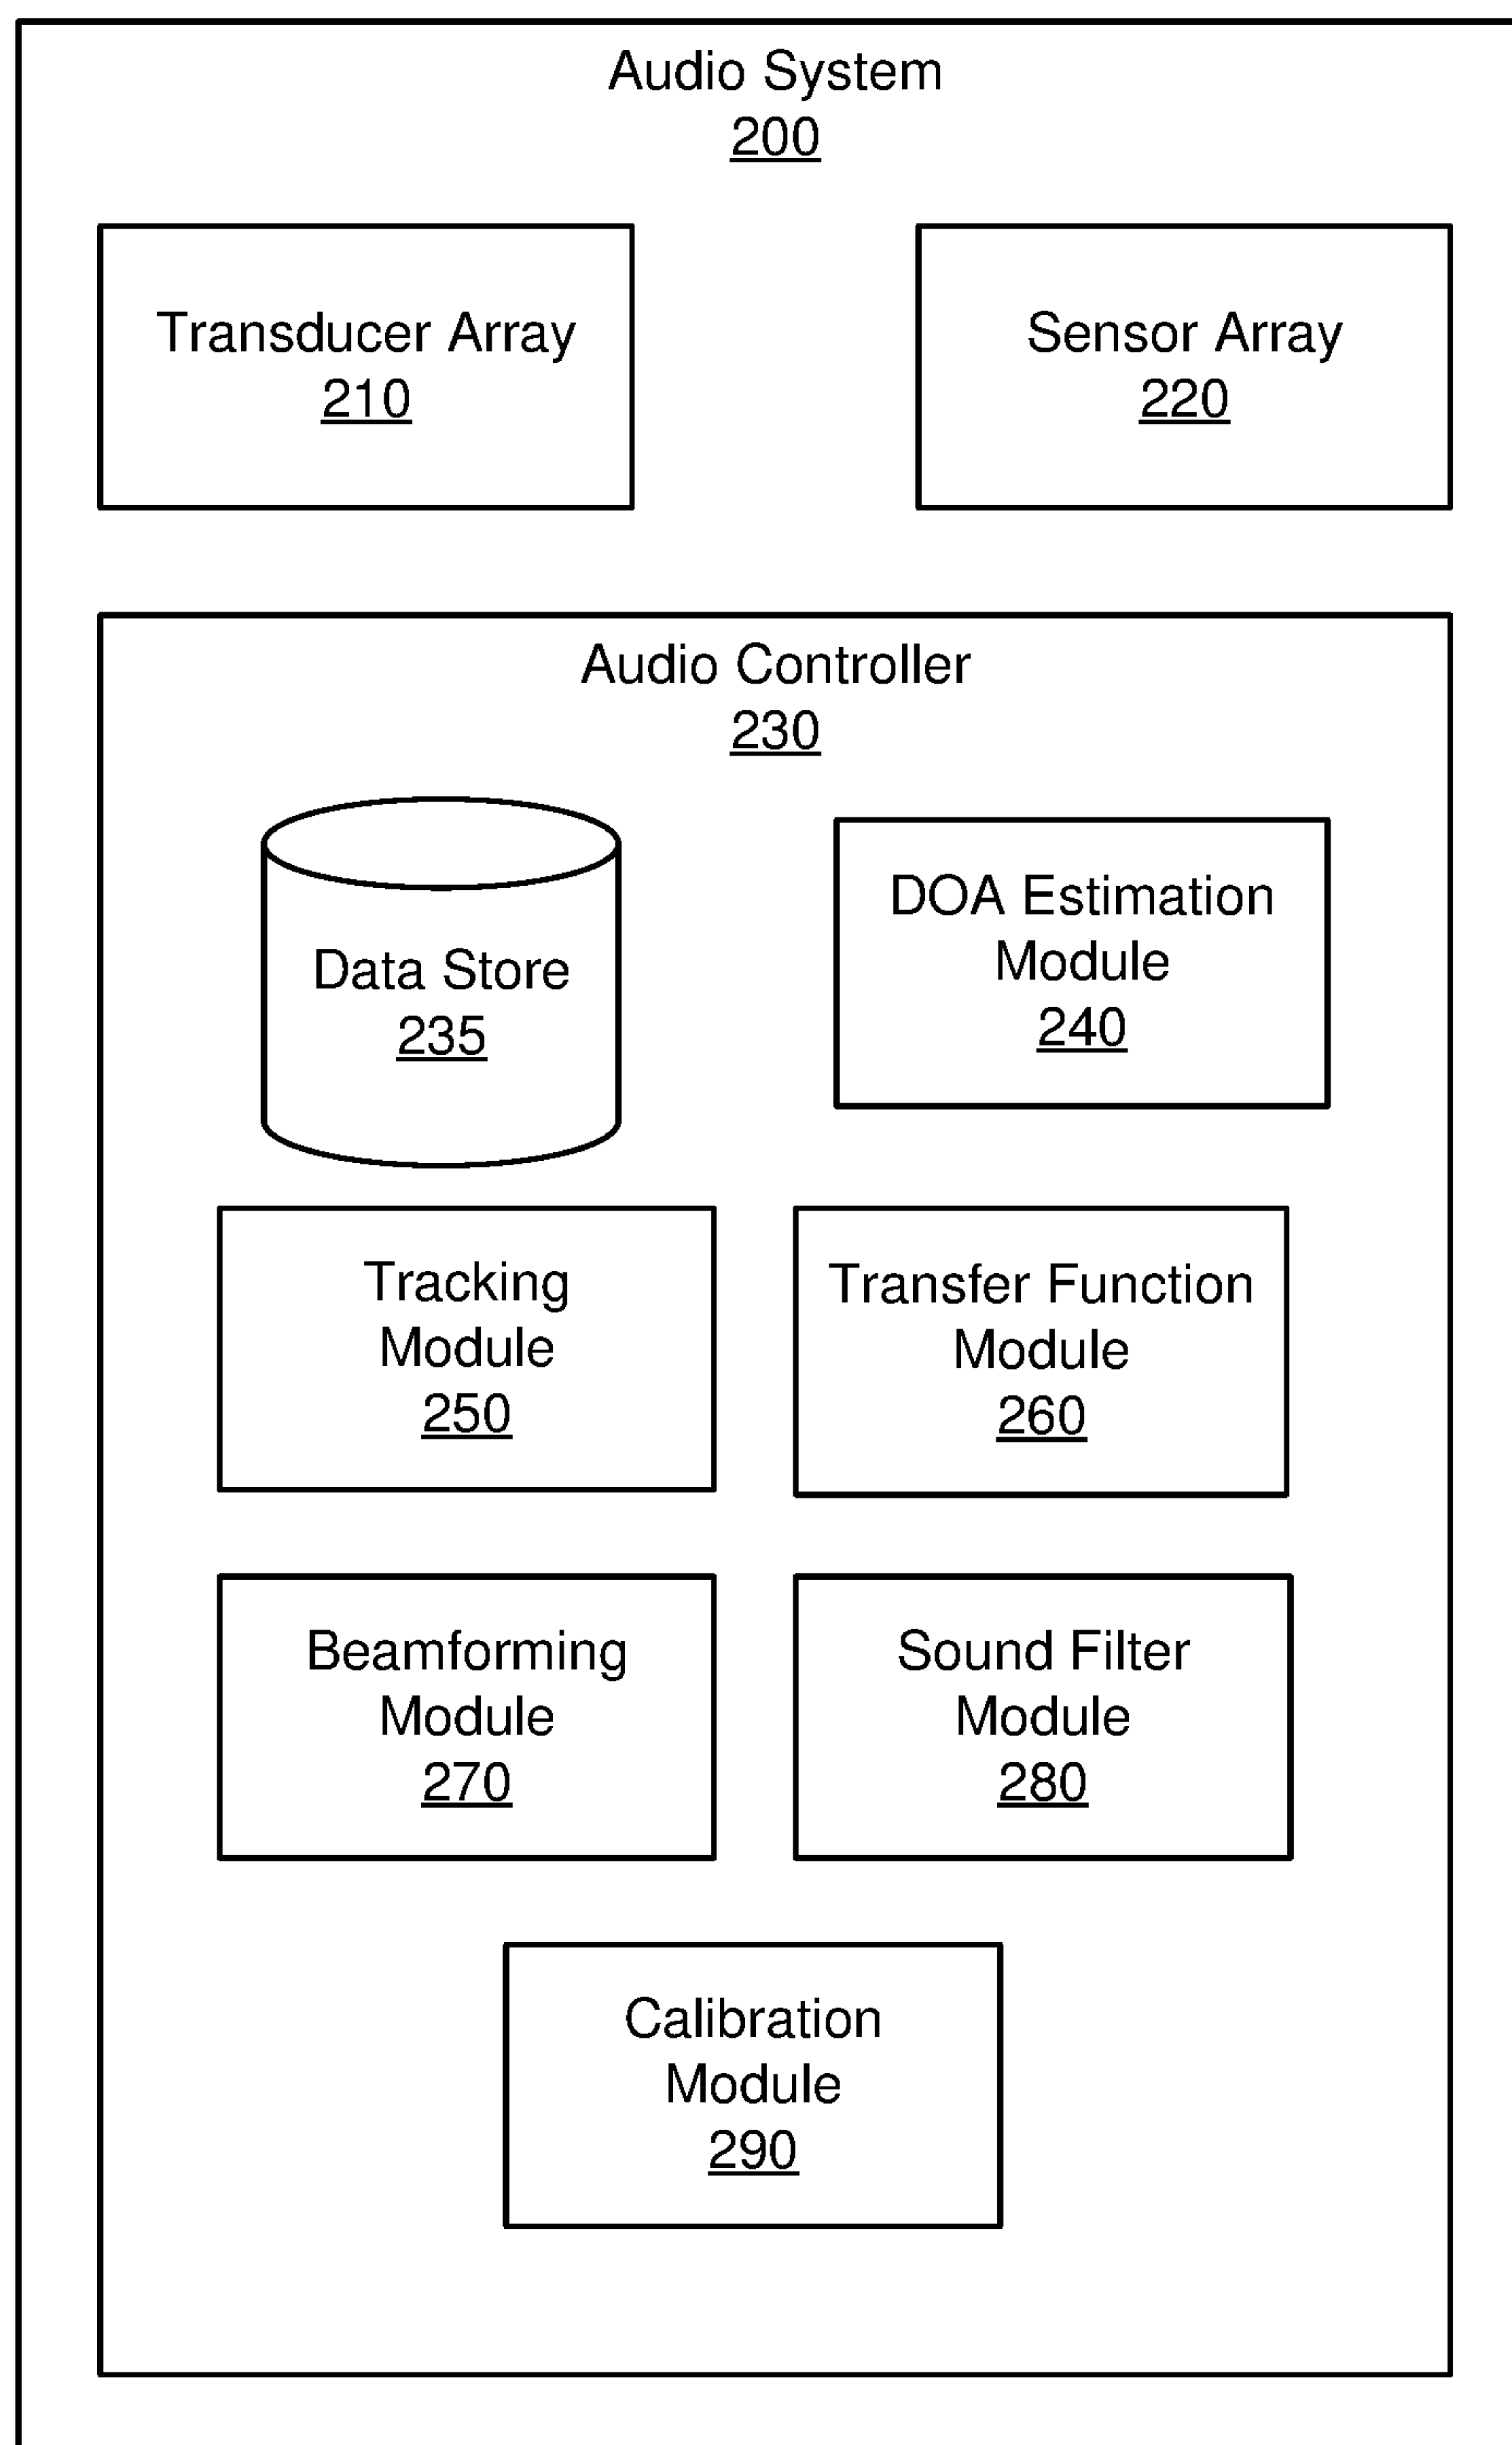 Audio System
200
Transducer Array
210
Sensor Array
220
Audio Controller
230
Data Store
235
DOA Estimation
Module
240
Tracking
Module
250
Transfer Function
Module
260
Beamforming
Module
270
Sound Filter
Module
280
Calibration
Module
290